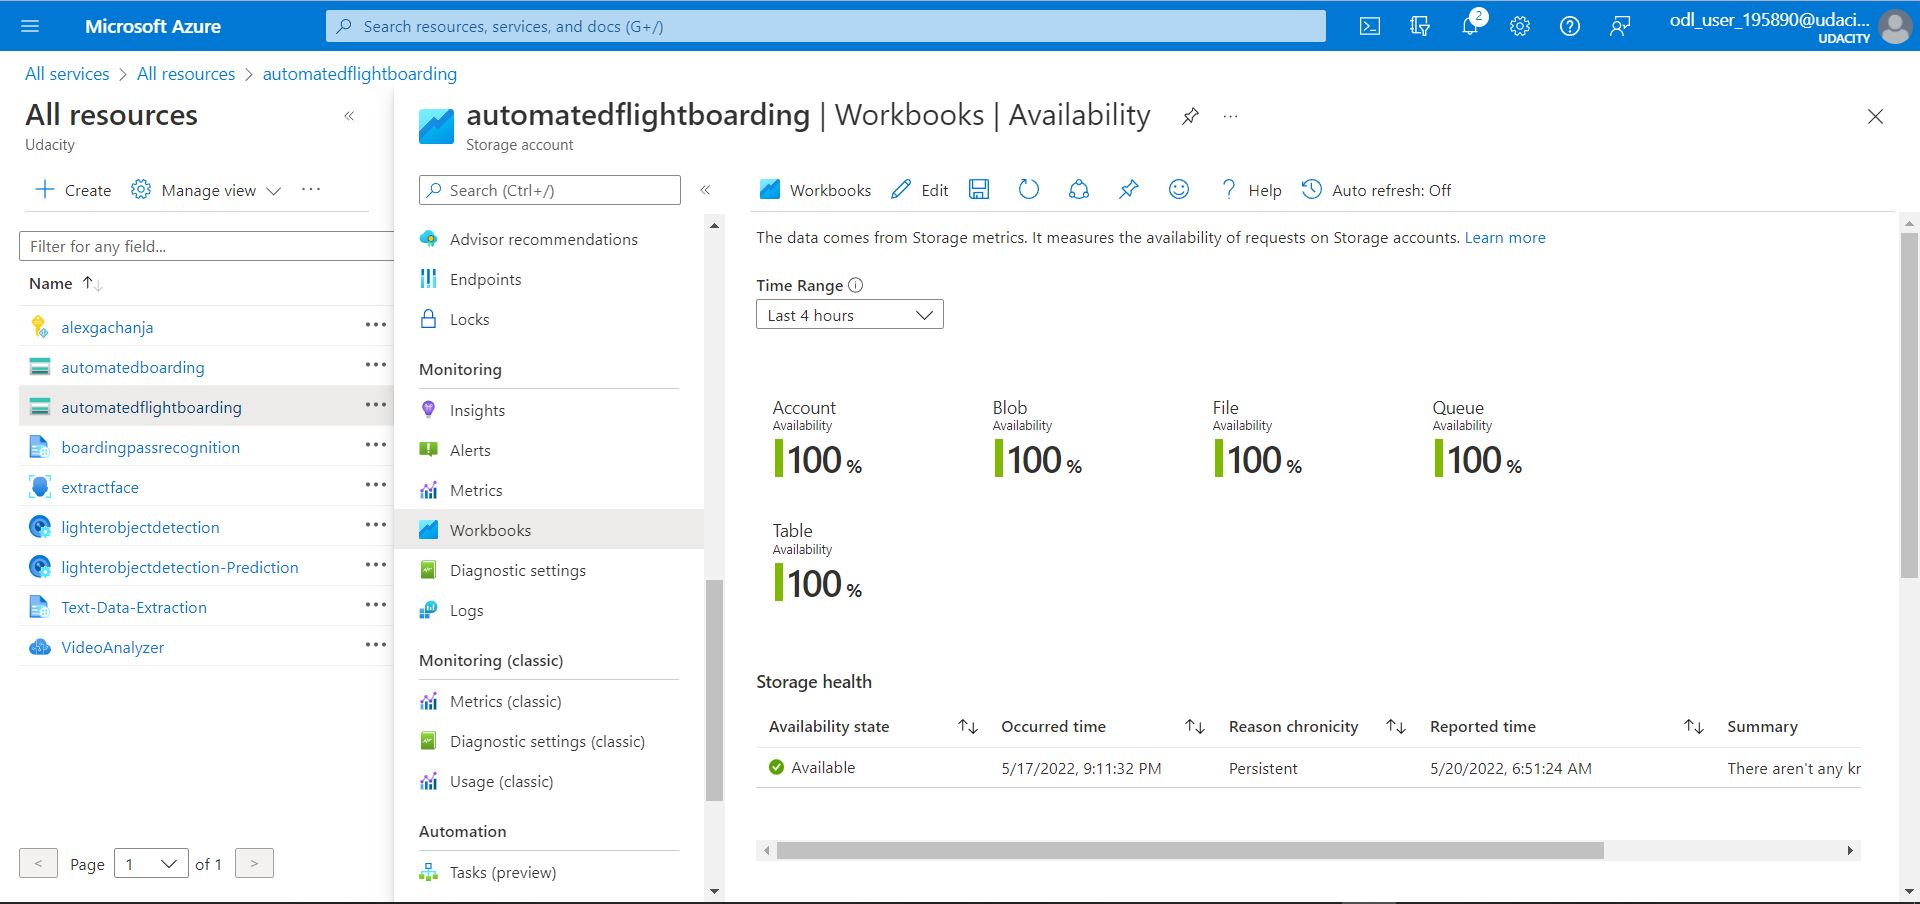 Microsoft Azure
Search resources, services, and docs (G+/)
2
odl_user_195890@udaci...
UDACITY
All services > All resources > automatedflightboarding
All resources
Udacity
Create
Manage view
Filter for any field...
Name
alexgachanja
automatedboarding
automatedflightboarding
boardingpassrecognition
extractface
lighterobjectdetection
lighterobjectdetection-Prediction
Text-Data-Extraction
VideoAnalyzer
< Page 1 of 1 >
automatedflightboarding | Workbooks | Availability
Storage account
Search (Ctrl+/)
Advisor recommendations
Endpoints
Locks
Monitoring
Insights
Alerts
Metrics
Workbooks
Diagnostic settings
Logs
Monitoring (classic)
Metrics (classic)
Diagnostic settings (classic)
Usage (classic)
Automation
Tasks (preview)
Workbooks Edit Help Auto refresh: Off
The data comes from Storage metrics. It measures the availability of requests on Storage accounts. Learn more
Time Range
Last 4 hours
Account
Availability
100 %
Blob
Availability
100 %
File
Availability
100 %
Queue
Availability
100 %
Table
Availability
100 %
Storage health
Availability state Occurred time Reason chronicity Reported time Summary
Available 5/17/2022, 9:11:32 PM Persistent 5/20/2022, 6:51:24 AM There aren't any kr